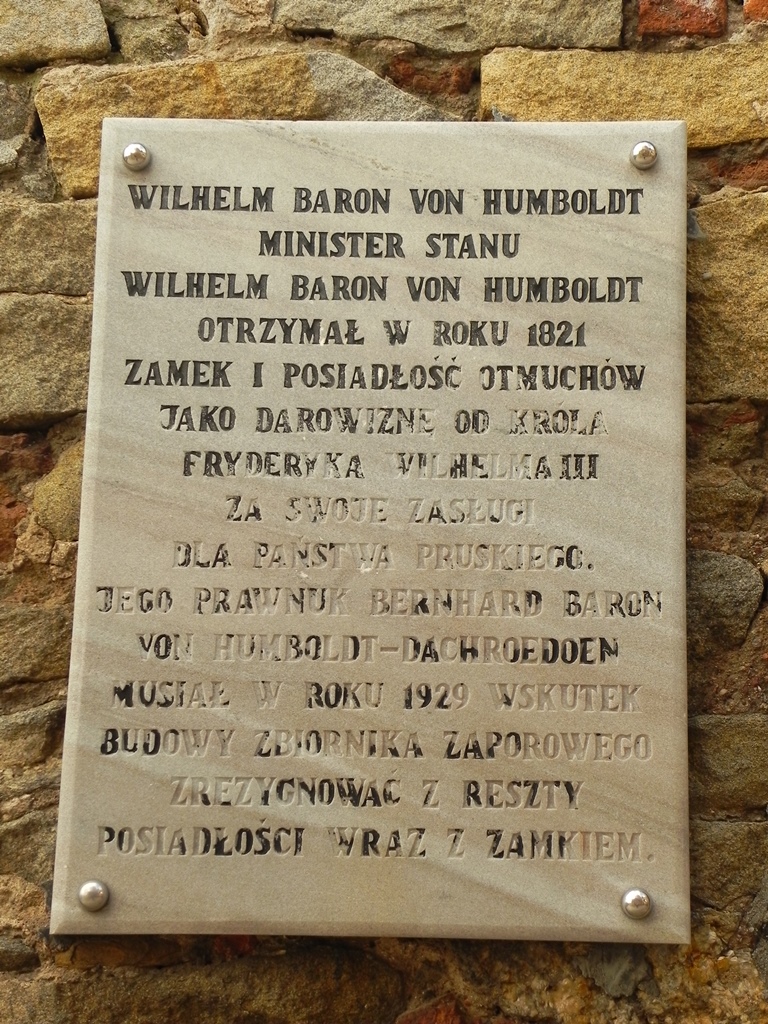 WILHELM BARON VON HUMBOLDT
MINISTER STANU
WILHELM BARON VON HUMBOLDT
OTRZYMAŁ W ROKU 1821
ZAMEK I POSIADŁOŚĆ OTMUCHÓW
JAKO DAROWIZNĘ OD KRÓLA
FRYDERYKA WILHELMA III
ZA SWOJE ZASŁUGI
DLA PAŃSTWA PRUSKIEGO.
JEGO PRAWNUK BERNHARD BARON
VON HUMBOLDT-DACHROEDOEN
MUSIAŁ W ROKU 1929 WSKUTEK
BUDOWY ZBIORNIKA ZAPOROWEGO
ZREZYGNOWAĆ Z RESZTY
POSIADŁOŚCI WRAZ Z ZAMKIEM.